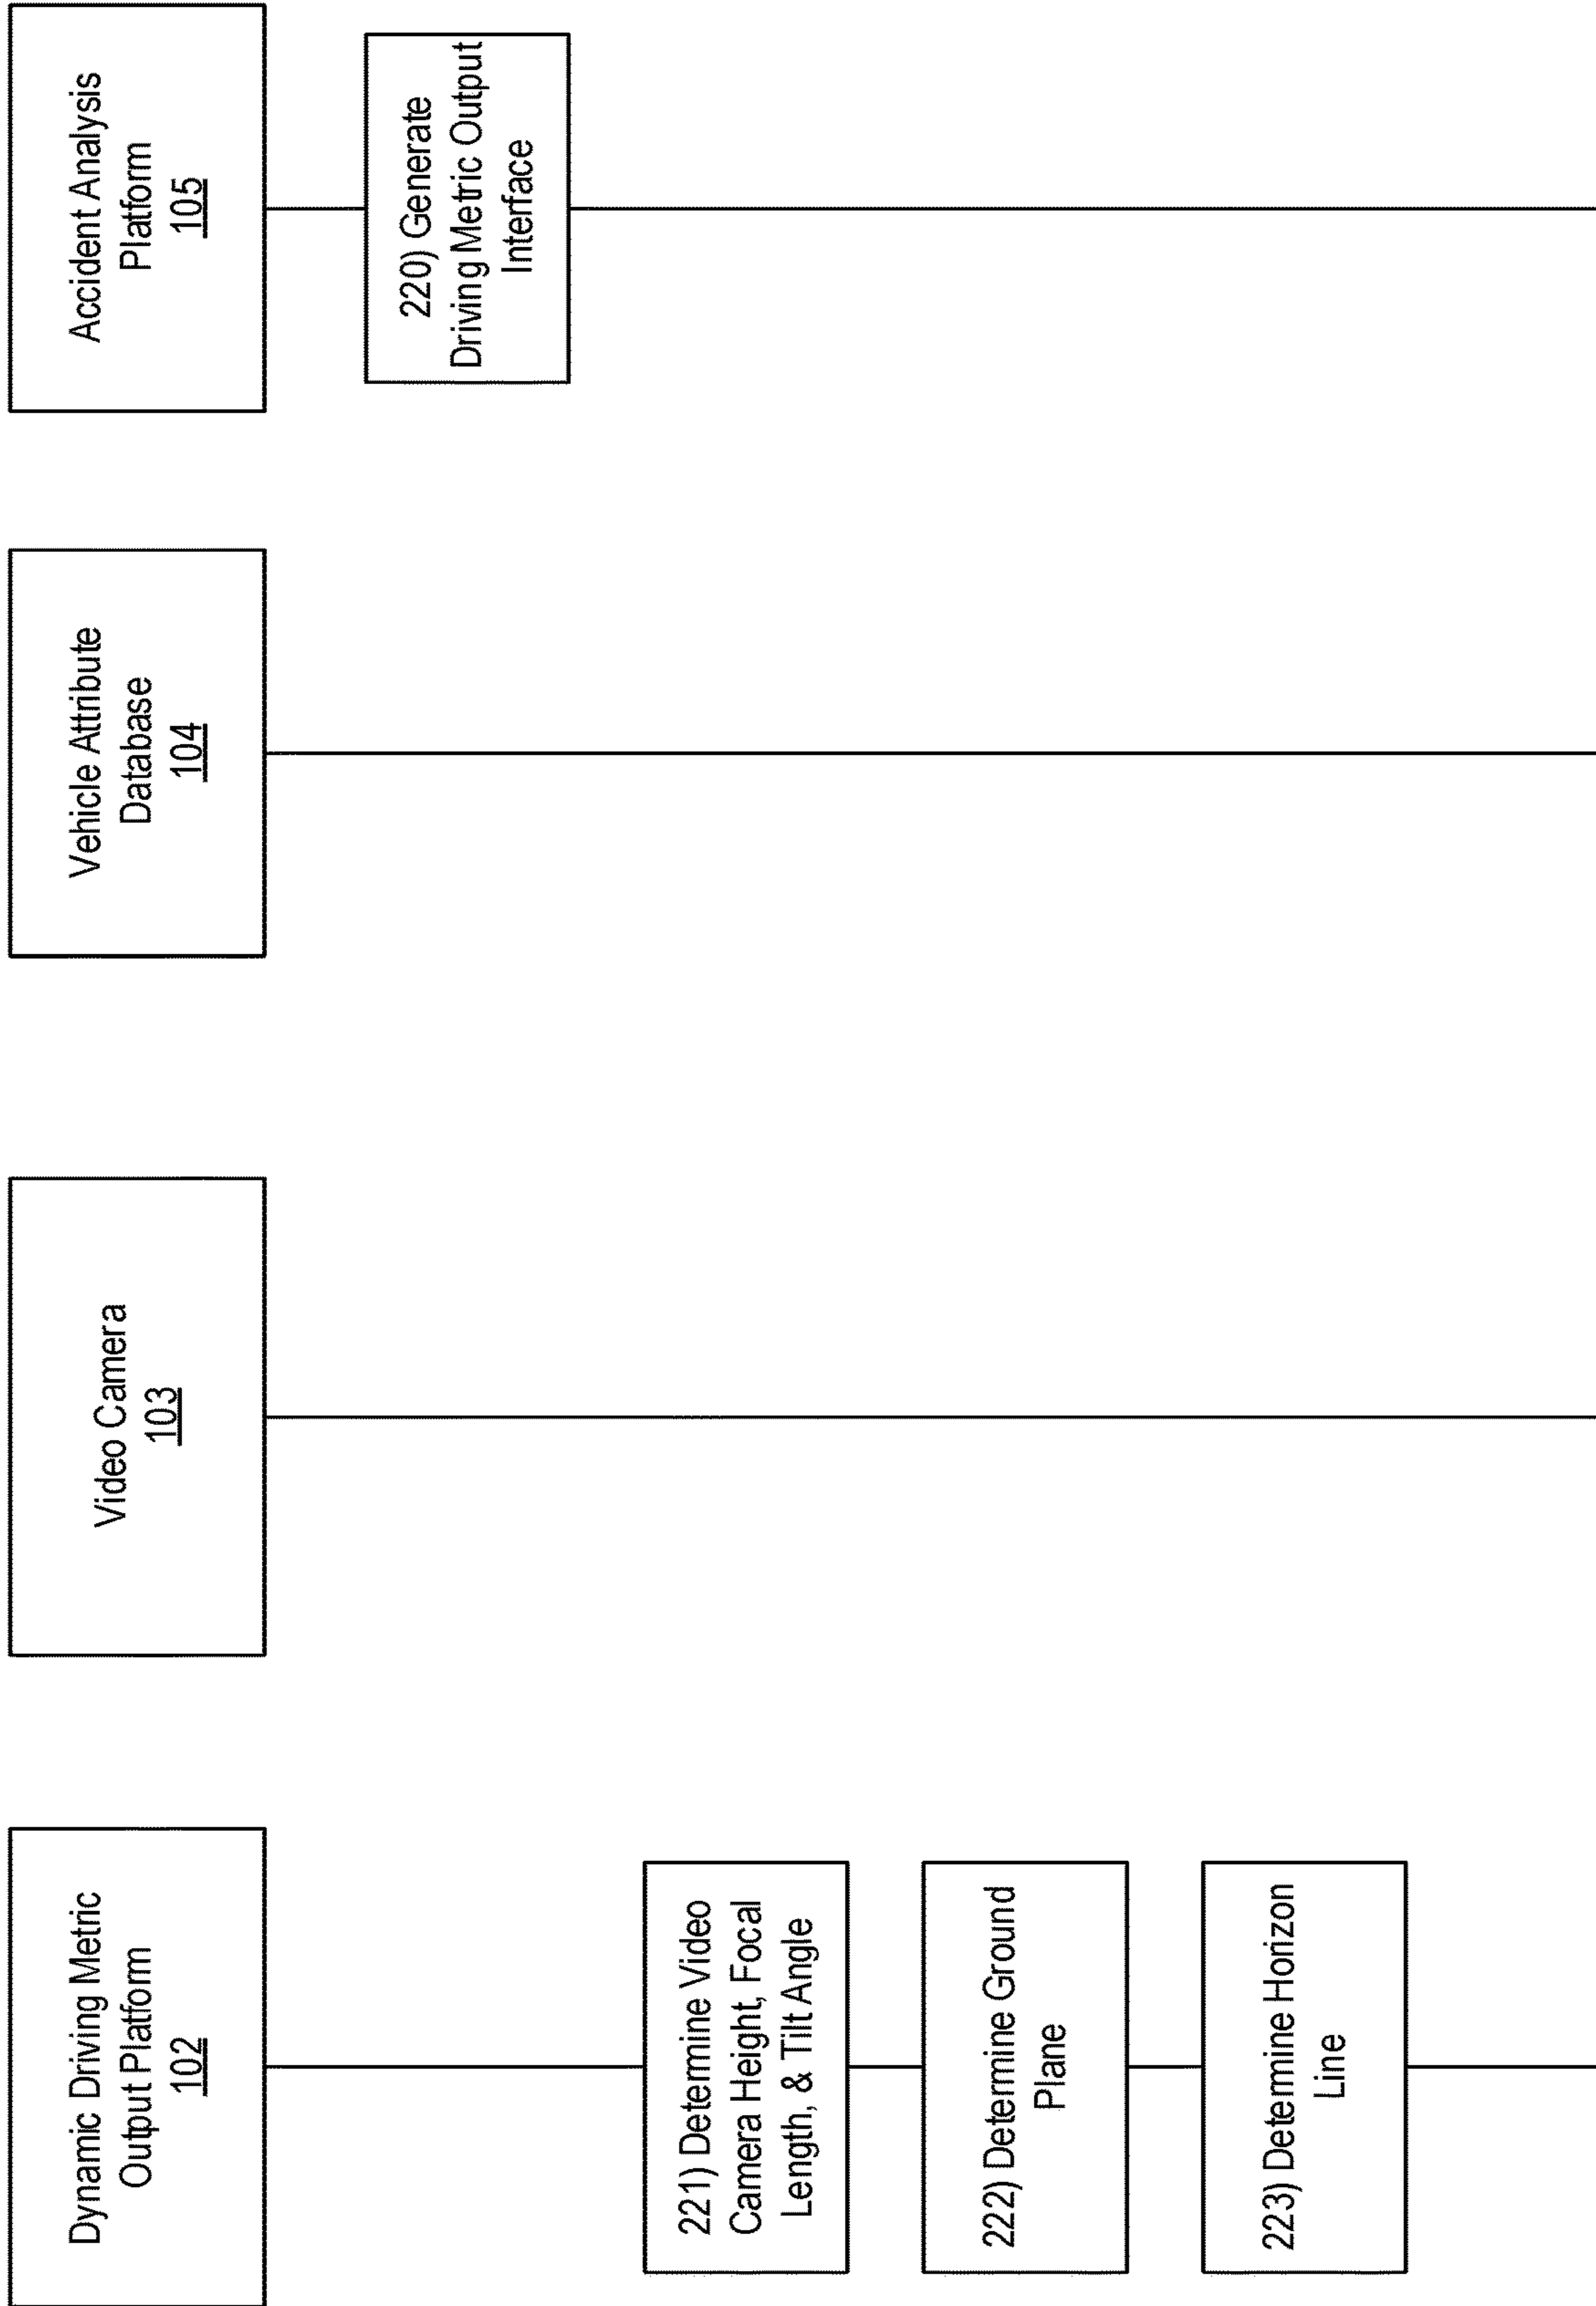 Dynamic Driving Metric
Output Platform
102
Video Camera
103
Vehicle Attribute
Database
104
Accident Analysis
Platform
105
220) Generate
Driving Metric Output
Interface
221) Determine Video
Camera Height, Focal
Length, & Tilt Angle
222) Determine Ground
Plane
223) Determine Horizon
Line